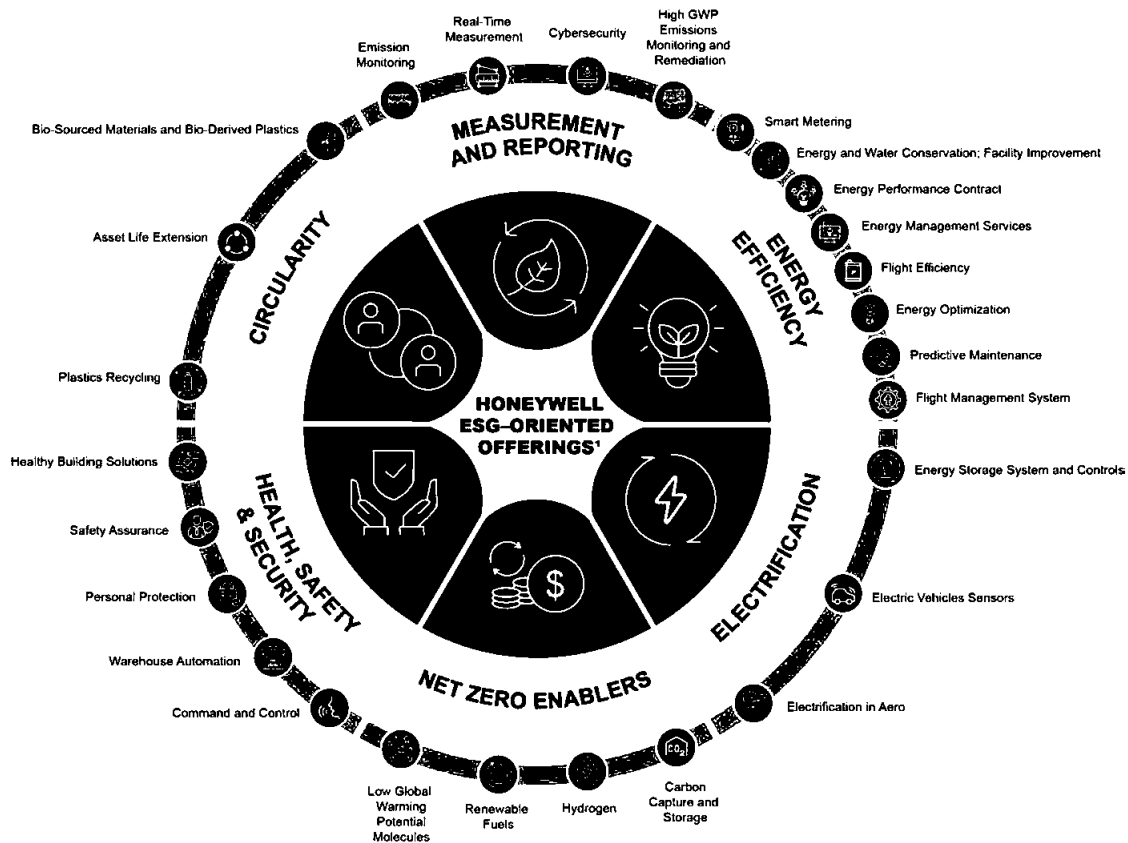 Real-Time
Measurement
Cybersecurity
High GWP
Emissions
Monitoring and
Remediation
Emission
Monitoring
Smart Metering
Bio-Sourced Materials and Bio-Derived Plastics
MEASUREMENT
AND REPORTING
Energy and Water Conservation; Facility Improvement
Energy Performance Contract
Asset Life Extension
CIRCULARITY
ENERGY
EFFICIENCY
Energy Management Services
Flight Efficiency
Energy Optimization
Predictive Maintenance
Plastics Recycling
Flight Management System
HONEYWELL
ESG–ORIENTED
OFFERINGS¹
Healthy Building Solutions
Energy Storage System and Controls
HEALTH, SAFETY
& SECURITY
ELECTRIFICATION
Safety Assurance
Personal Protection
Electric Vehicles Sensors
$
Warehouse Automation
NET ZERO ENABLERS
Command and Control
Electrification in Aero
CO₂
Low Global
Warming
Potential
Molecules
Renewable
Fuels
Hydrogen
Carbon
Capture and
Storage